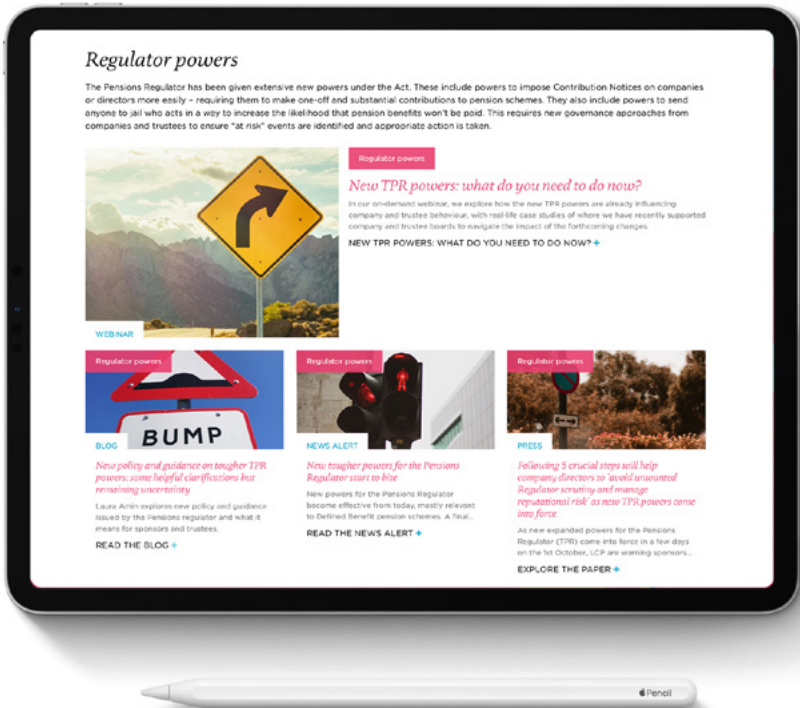 Regulator powers
The Pensions Regulator has been given extensive new powers under the Act. These include powers to impose Contribution Notices on companies
or directors more easily – requiring them to make one-off and substantial contributions to pension schemes. They also include powers to send
anyone to jail who acts in a way to increase the likelihood that pension benefits won't be paid. This requires new governance approaches from
companies and trustees to ensure "at risk" events are identified and appropriate action is taken.
Regulator powers
New TPR powers: what do you need to do now?
In our on-demand webinar, we explore how the new TPR powers are already influencing
company and trustee behaviour, with real-life case studies of where we have recently supported
company and trustee boards to navigate the impact of the forthcoming changes.
NEW TPR POWERS: WHAT DO YOU NEED TO DO NOW? +
WEBINAR
Regulator powers
BUMP
BLOG
New policy and guidance on tougher TPR
powers: some helpful clarifications but
remaining uncertainty
Laura Amin explores new policy and guidance
issued by the Pensions regulator and what it
means for sponsors and trustees.
READ THE BLOG +
Regulator powers
NEWS ALERT
New tougher powers for the Pensions
Regulator start to bite
New powers for the Pensions Regulator
become effective from today, mostly relevant
to Defined Benefit pension schemes. A final...
READ THE NEWS ALERT +
Regulator powers
PRESS
Following 5 crucial steps will help
company directors to 'avoid unwanted
Regulator scrutiny and manage
reputational risk' as new TPR powers come
into force
As new expanded powers for the Pensions
Regulator (TPR) come into force in a few days
on the 1st October, LCP are warning sponsors...
EXPLORE THE PAPER +
Pencil